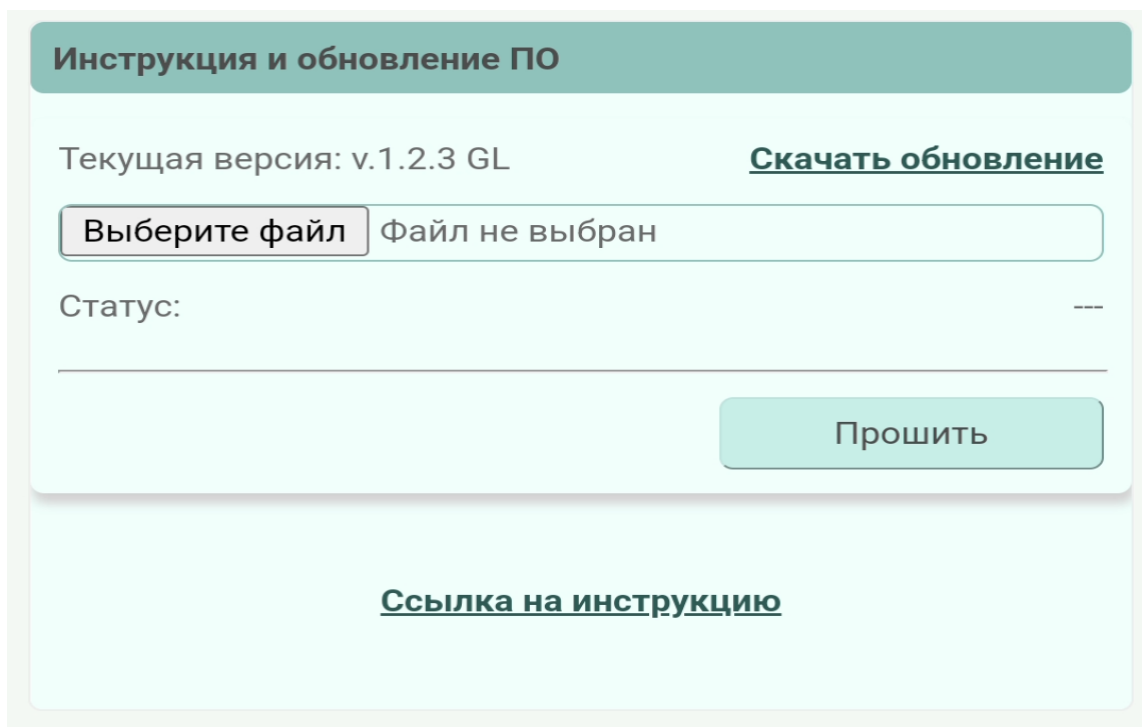 Инструкция и обновление ПО
Текущая версия: v.1.2.3 GL Скачать обновление
Выберите файл Файл не выбран
Статус: ---
Прошить
Ссылка на инструкцию